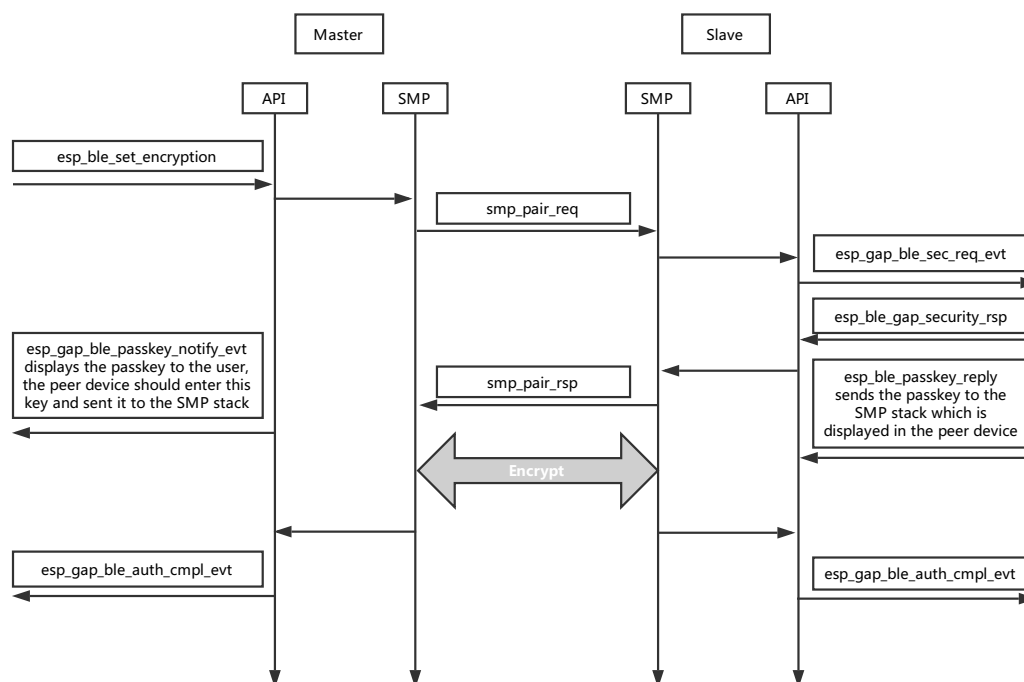 Master
Slave
API
SMP
SMP
API
esp_ble_set_encryption
smp_pair_req
esp_gap_ble_sec_req_evt
esp_ble_gap_security_rsp
esp_gap_ble_passkey_notify_evt
displays the passkey to the user,
the peer device should enter this
key and sent it to the SMP stack
smp_pair_rsp
esp_ble_passkey_reply
sends the passkey to the
SMP stack which is
displayed in the peer device
Encrypt
esp_gap_ble_auth_cmpl_evt
esp_gap_ble_auth_cmpl_evt